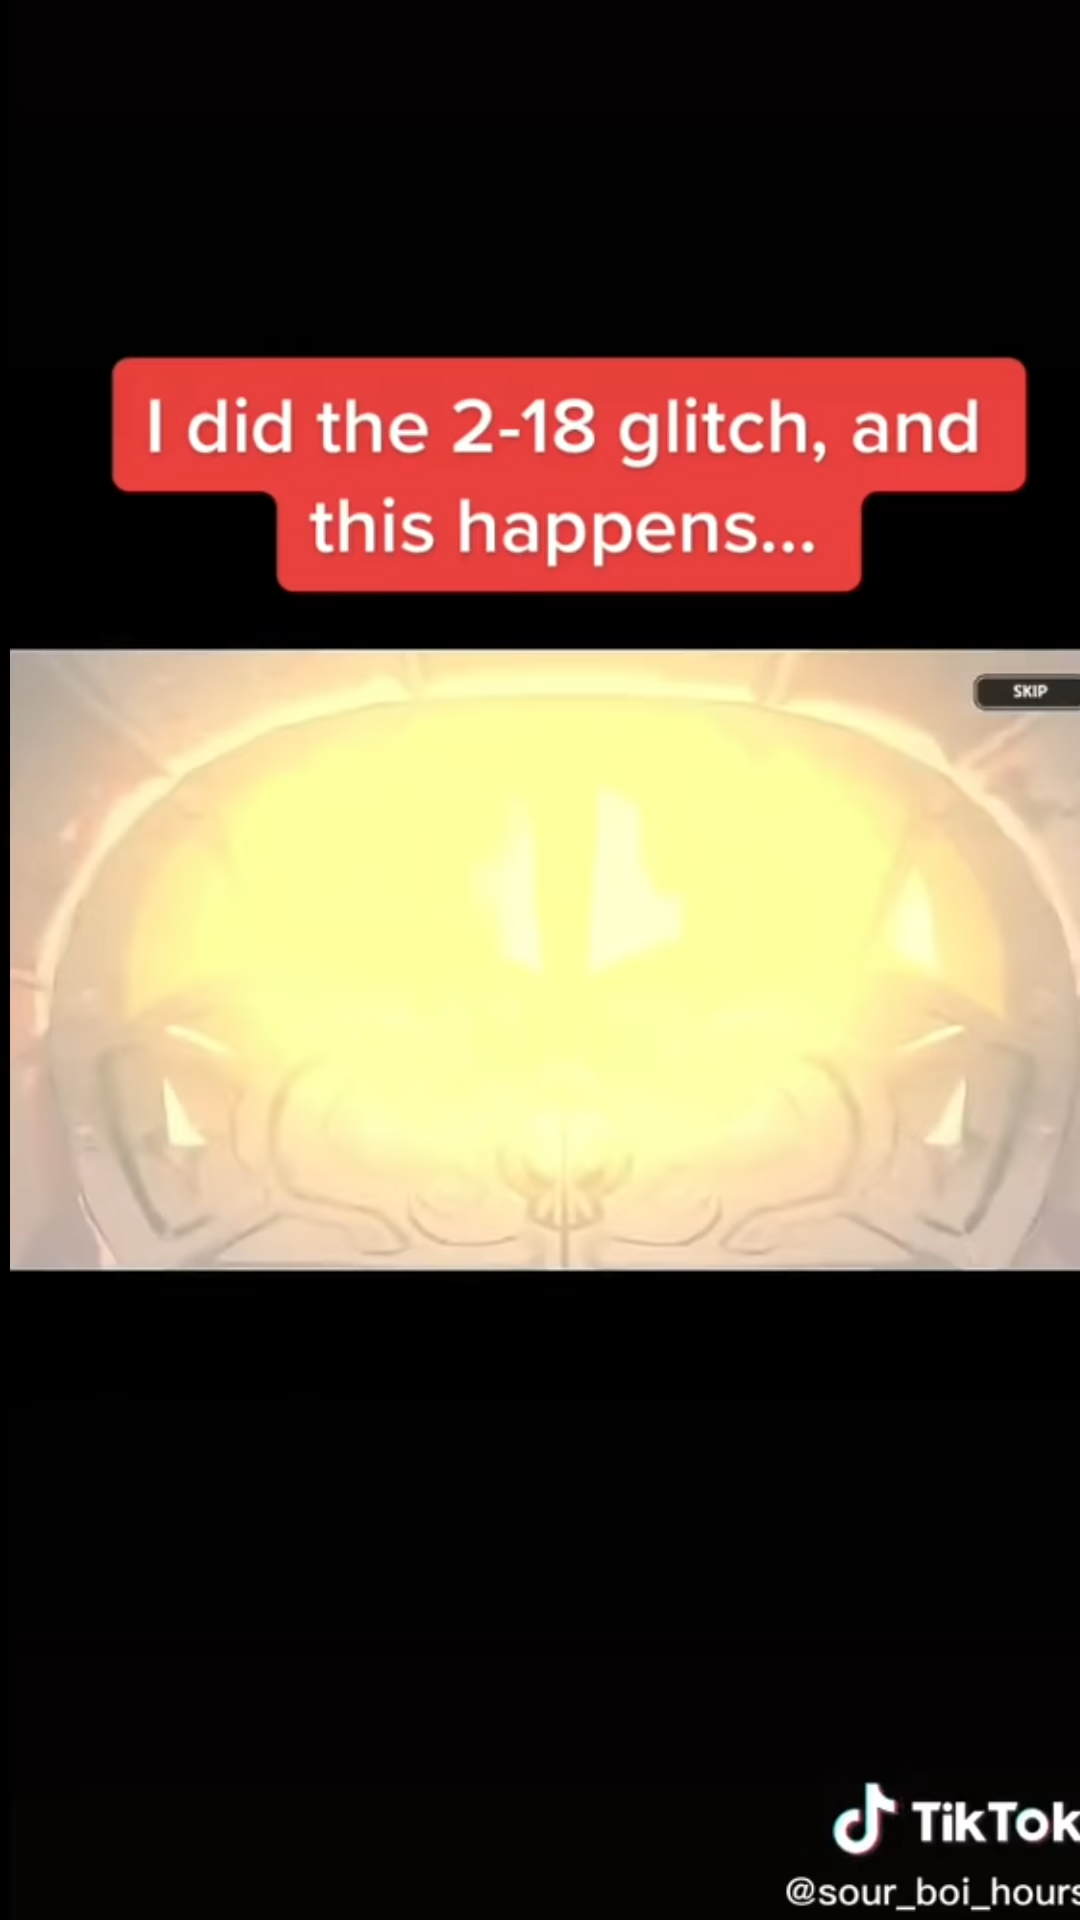 I did the 2-18 glitch, and
this happens...
SKIP
TikTok
@sour_boi_hours